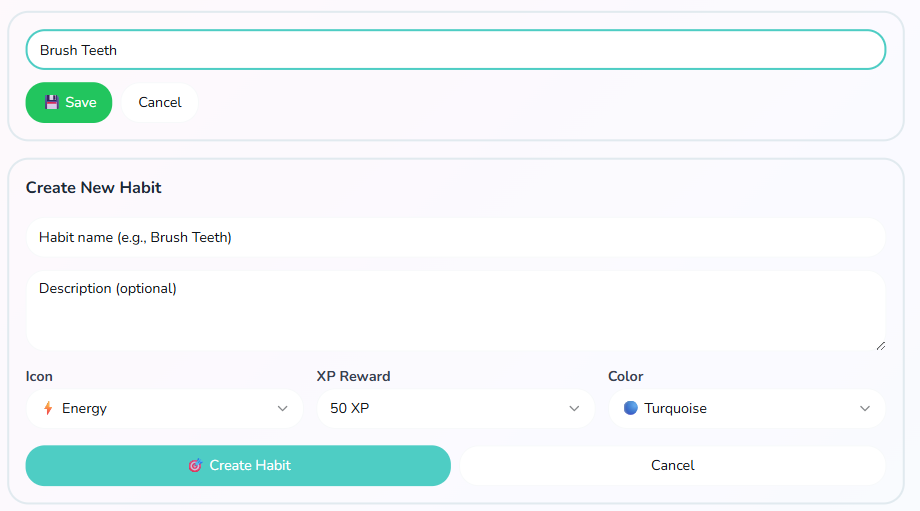 Brush Teeth
💾 Save Cancel
Create New Habit
Habit name (e.g., Brush Teeth)
Description (optional)
Icon XP Reward Color
⚡ Energy 50 XP 🔵 Turquoise
🎯 Create Habit Cancel